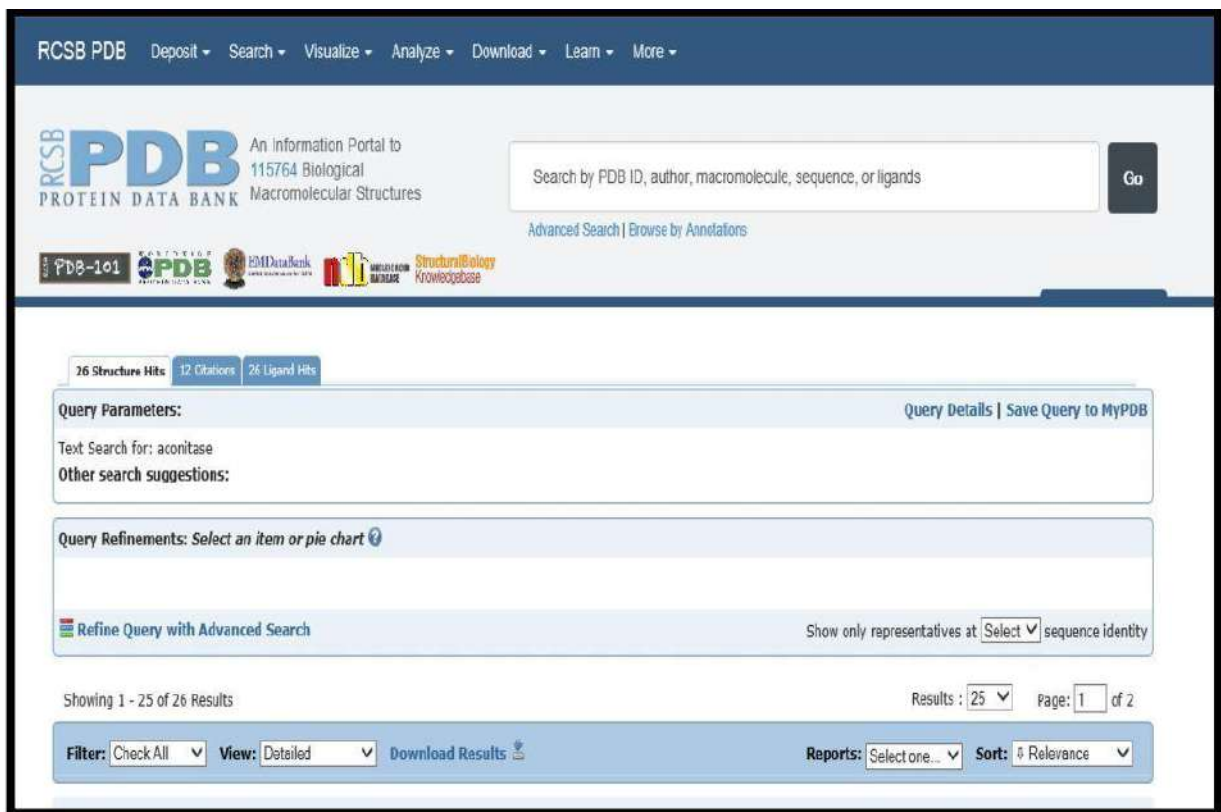 RCSB PDB Deposit Search Visualize Analyze Download Learn More
RCSB
PDB
PROTEIN DATA BANK
An Information Portal to
115764 Biological
Macromolecular Structures
Search by PDB ID, author, macromolecule, sequence, or ligands
Go
Advanced Search | Browse by Annotations
PDB-101
PDB
EMDataBank
StructuralBiology
Knowledgebase
26 Structure Hits 12 Citations 26 Ligand Hits
Query Parameters: Query Details | Save Query to MyPDB
Text Search for: aconitase
Other search suggestions:
Query Refinements: Select an item or pie chart ?
Refine Query with Advanced Search Show only representatives at Select sequence identity
Showing 1 - 25 of 26 Results Results : 25 Page: 1 of 2
Filter: Check All View: Detailed Download Results Reports: Select one... Sort: Relevance